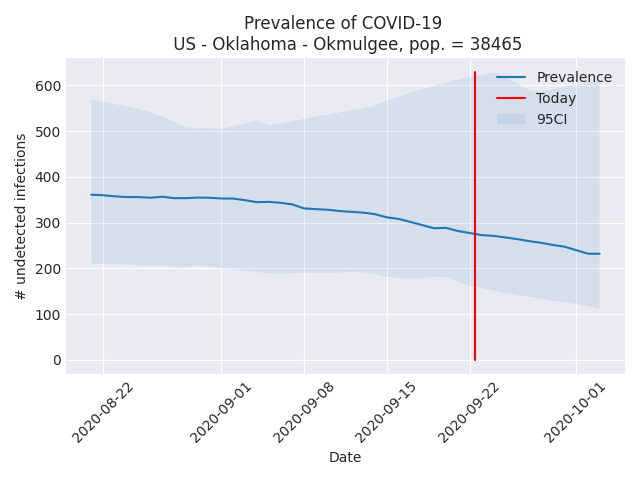 Prevalence of COVID-19
US - Oklahoma - Okmulgee, pop. = 38465
Prevalence
Today
95CI
# undetected infections
600
500
400
300
200
100
0
2020-08-22
2020-09-01
2020-09-08
2020-09-15
2020-09-22
2020-10-01
Date